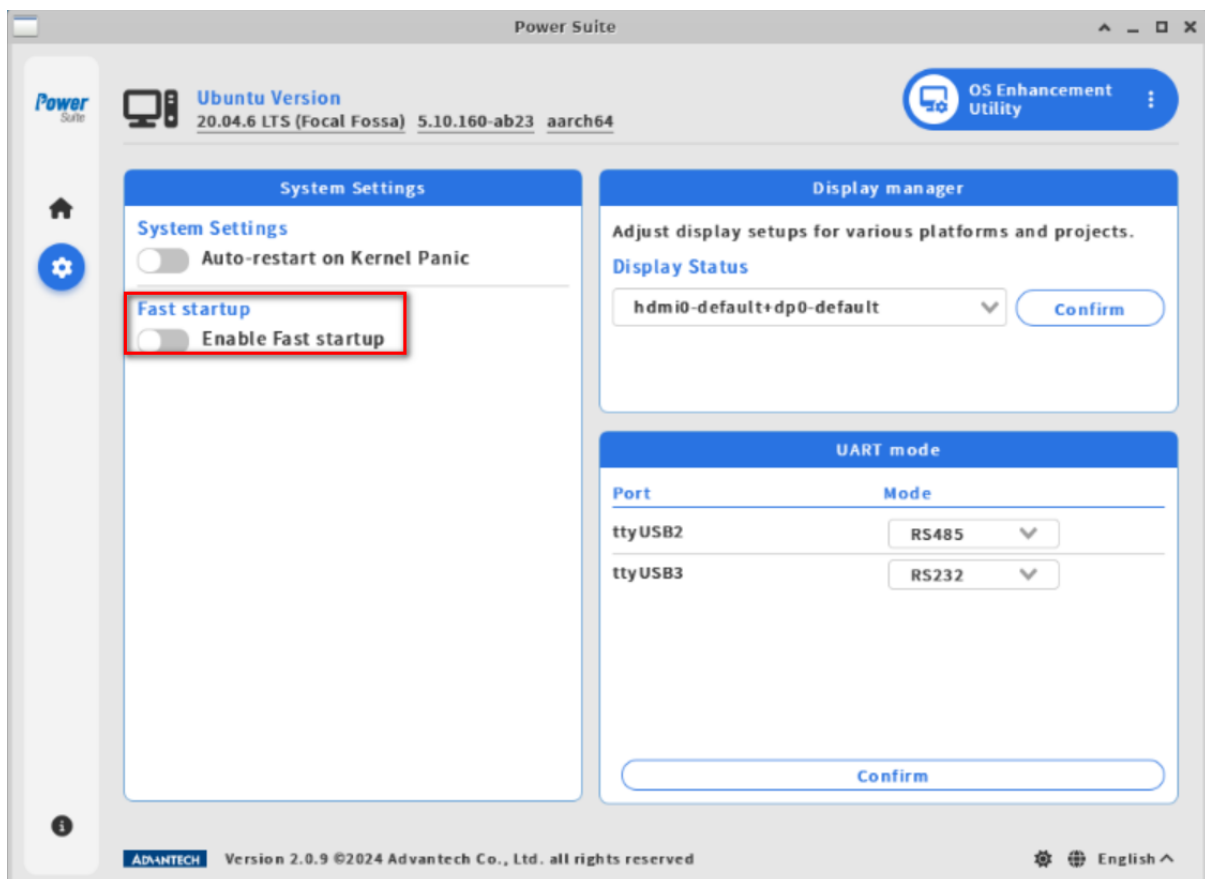 Power Suite
Power
Suite
Ubuntu Version
20.04.6 LTS (Focal Fossa) 5.10.160-ab23 aarch64
OS Enhancement
Utility
System Settings
System Settings
Auto-restart on Kernel Panic
Fast startup
Enable Fast startup
Display manager
Adjust display setups for various platforms and projects.
Display Status
hdmi0-default+dp0-default
Confirm
UART mode
Port Mode
ttyUSB2 RS485
ttyUSB3 RS232
Confirm
ADVANTECH Version 2.0.9 ©2024 Advantech Co., Ltd. all rights reserved
English